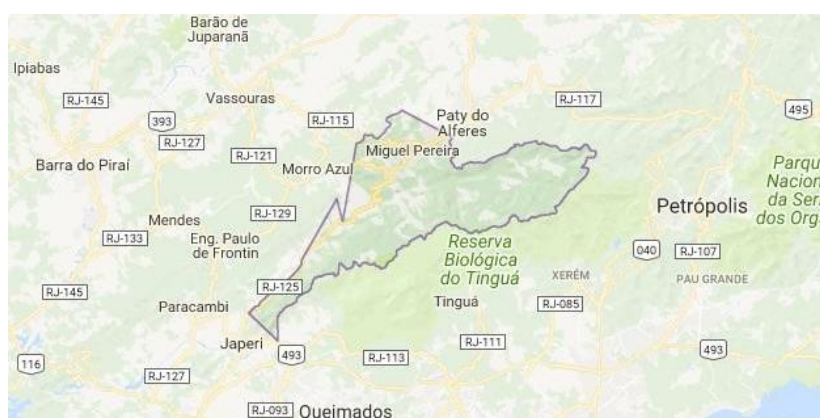 Barão de
Juparanã
Ipiabas
RJ-145
Vassouras
393
RJ-115
Paty do
Alferes
RJ-117
495
RJ-127
RJ-121
Miguel Pereira
Barra do Piraí
Morro Azul
Parqu
Nacion
da Serr
dos Orga
Mendes
RJ-129
Petrópolis
RJ-133
Eng. Paulo
de Frontin
Reserva
Biológica
do Tinguá
040
RJ-107
RJ-145
RJ-125
XERÉM
PAU GRANDE
Paracambi
Tinguá
RJ-085
Japeri
493
RJ-113
RJ-111
493
116
RJ-127
RJ-093
Queimados